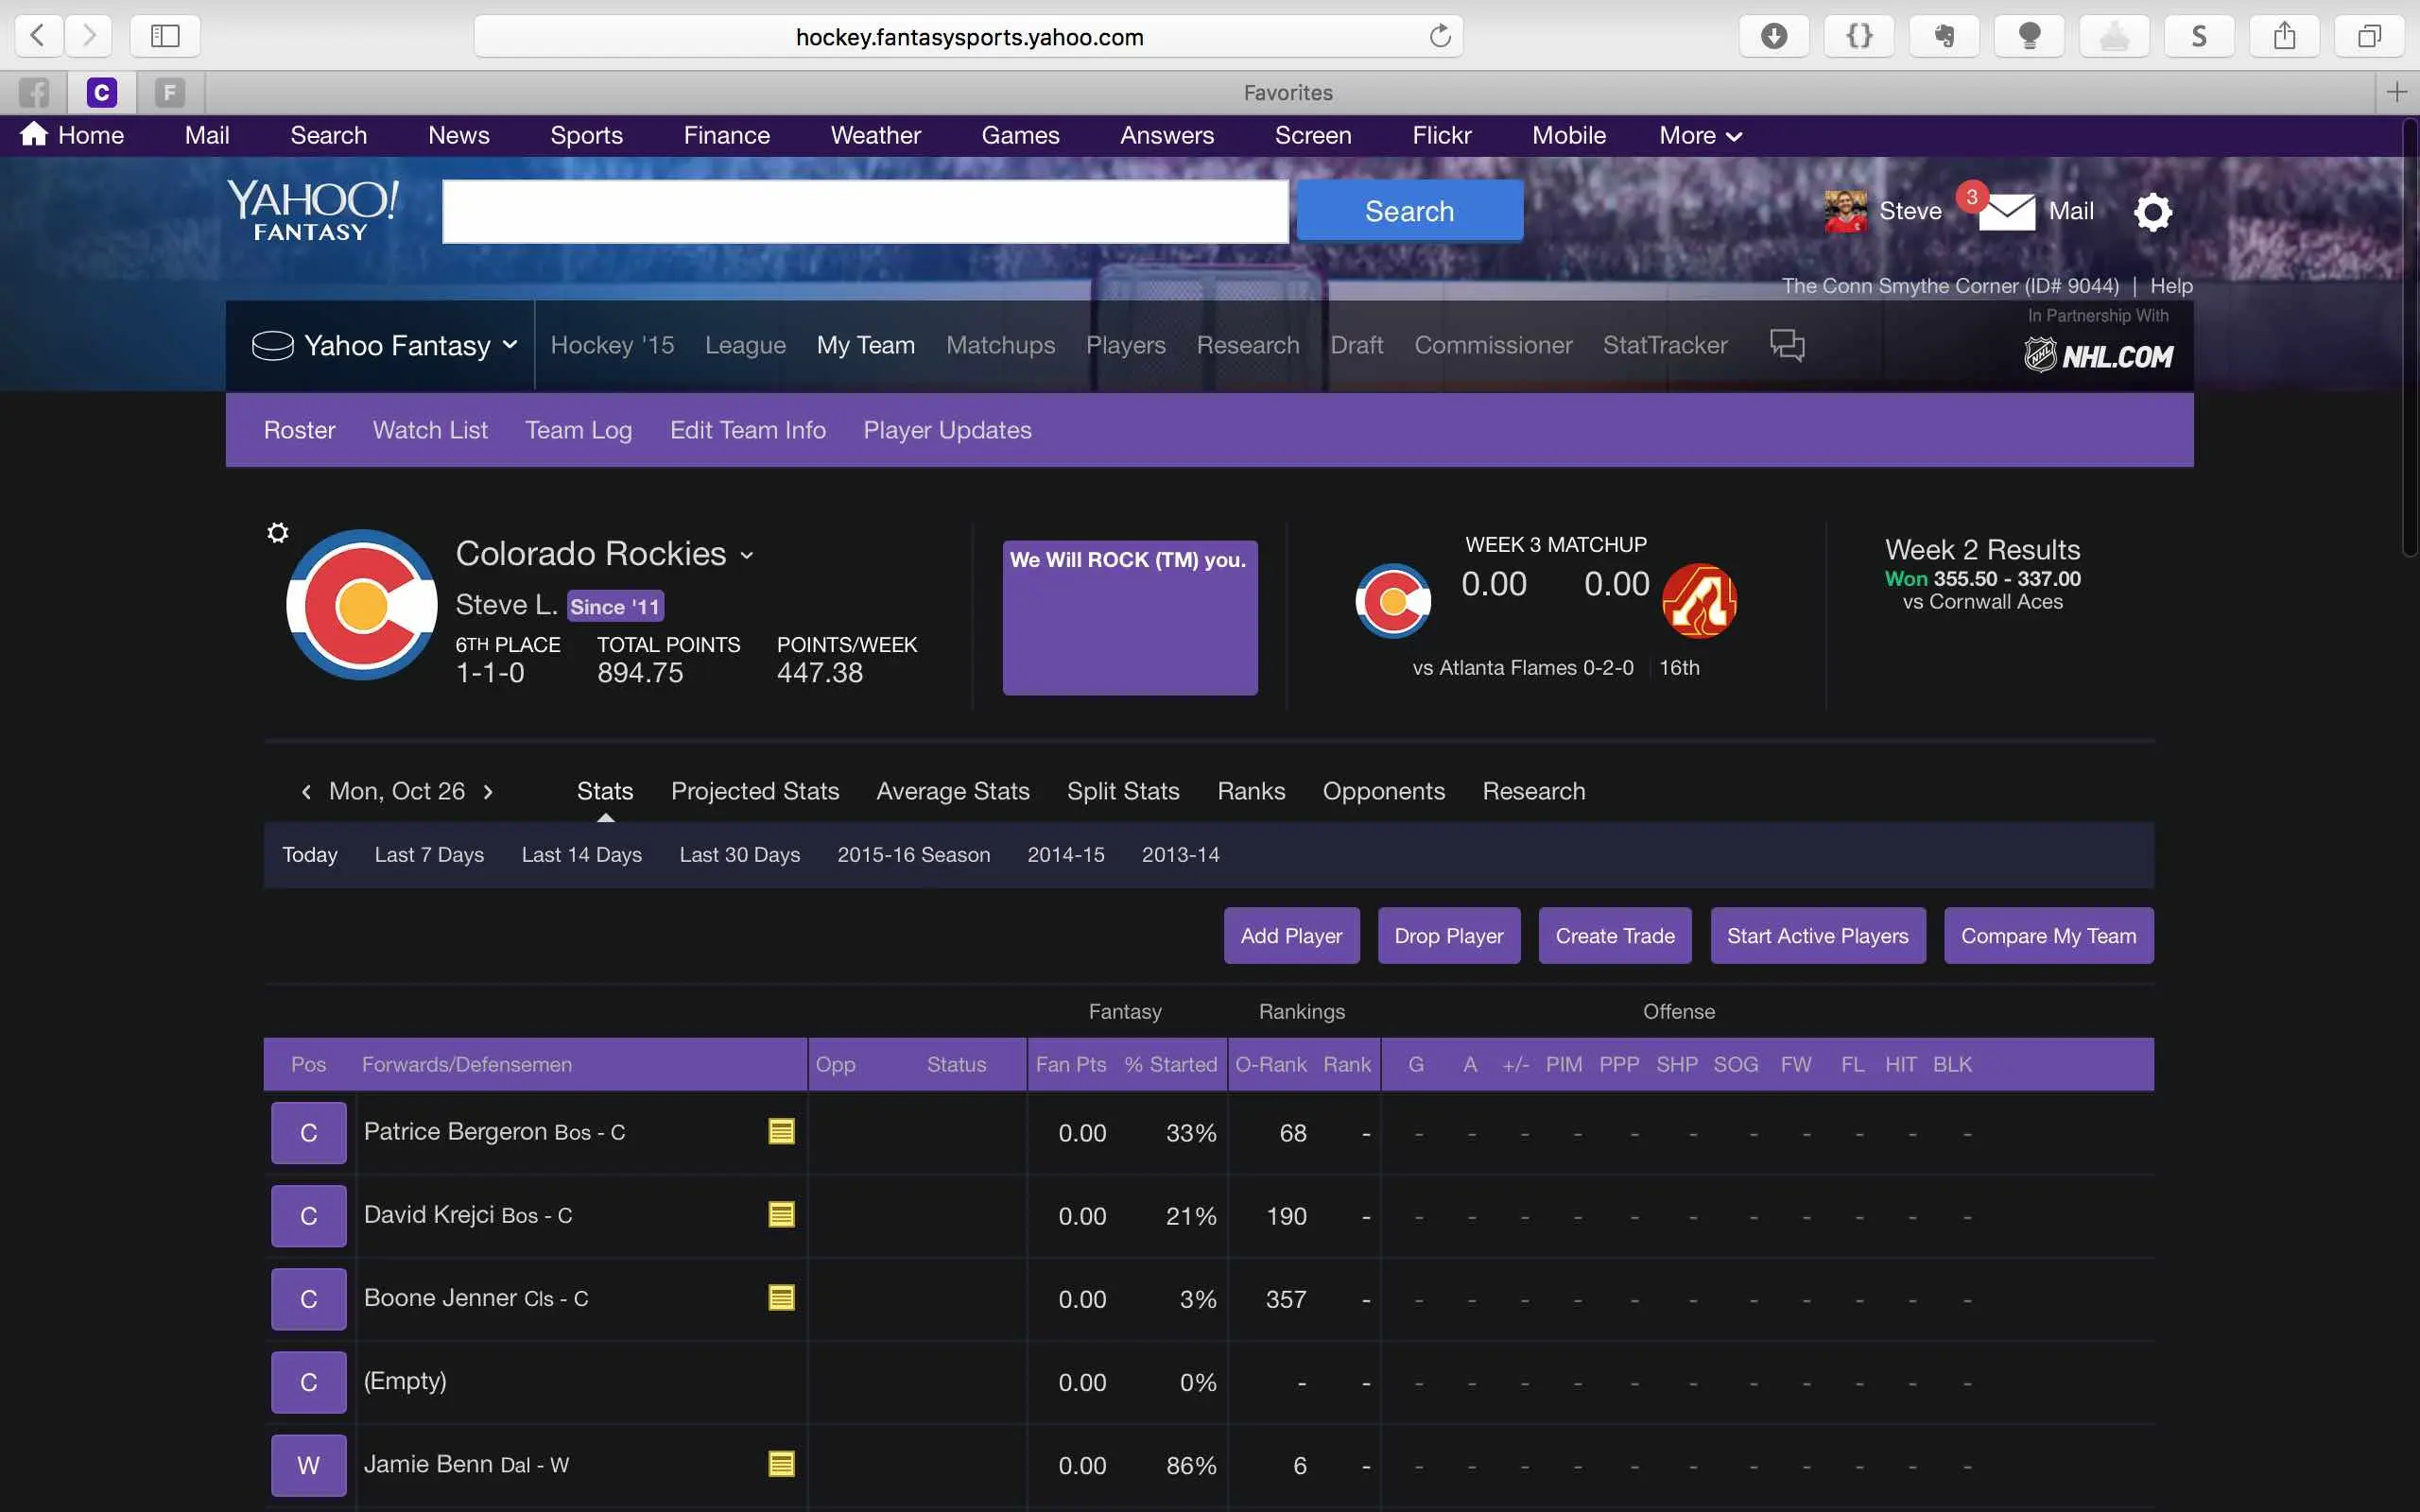 hockey.fantasysports.yahoo.com
S
C
F
Favorites
Home Mail Search News Sports Finance Weather Games Answers Screen Flickr Mobile More
YAHOO!
FANTASY
Search
Steve 3 Mail
The Conn Smythe Corner (ID# 9044) | Help
Yahoo Fantasy Hockey '15 League My Team Matchups Players Research Draft Commissioner StatTracker
In Partnership With
NHL NHL.COM
Roster Watch List Team Log Edit Team Info Player Updates
Colorado Rockies
Steve L. Since '11
6TH PLACE TOTAL POINTS POINTS/WEEK
1-1-0 894.75 447.38
We Will ROCK (TM) you.
WEEK 3 MATCHUP
0.00 0.00
vs Atlanta Flames 0-2-0 16th
Week 2 Results
Won 355.50 - 337.00
vs Cornwall Aces
Mon, Oct 26 Stats Projected Stats Average Stats Split Stats Ranks Opponents Research
Today Last 7 Days Last 14 Days Last 30 Days 2015-16 Season 2014-15 2013-14
Add Player Drop Player Create Trade Start Active Players Compare My Team
Fantasy Rankings Offense
Pos Forwards/Defensemen Opp Status Fan Pts % Started O-Rank Rank G A +/- PIM PPP SHP SOG FW FL HIT BLK
C Patrice Bergeron Bos - C 0.00 33% 68 - - - - - - - - - - - -
C David Krejci Bos - C 0.00 21% 190 - - - - - - - - - - - -
C Boone Jenner Cls - C 0.00 3% 357 - - - - - - - - - - - -
C (Empty) 0.00 0% - - - - - - - - - - - - -
W Jamie Benn Dal - W 0.00 86% 6 - - - - - - - - - - - -